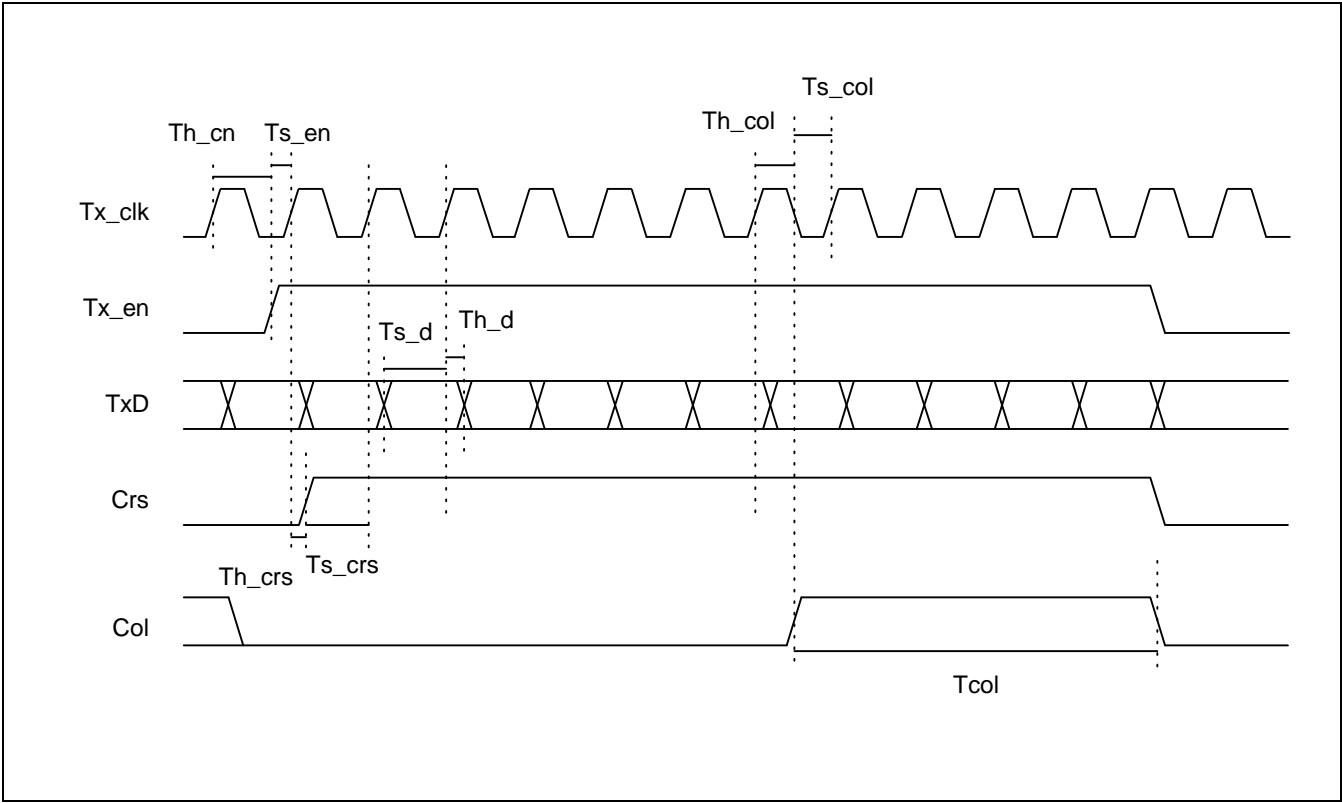 Ts_col
Th_col
Th_cn
Ts_en
Tx_clk
Tx_en
Th_d
Ts_d
TxD
Crs
Ts_crs
Th_crs
Col
Tcol